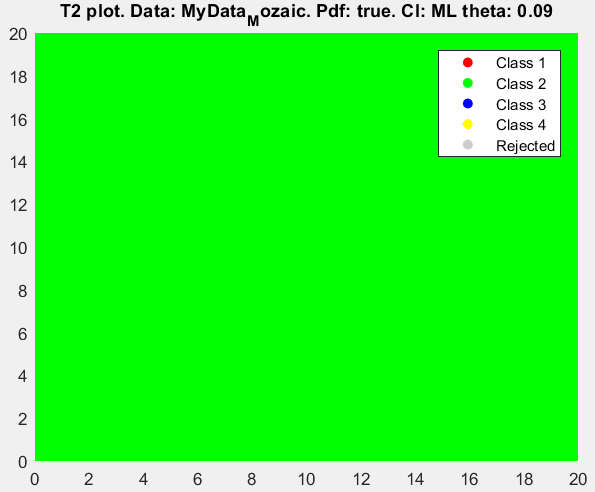 T2 plot. Data: MyData_Mozaic. Pdf: true. Cl: ML theta: 0.09
20
18
16
14
12
10
8
6
4
2
0
Class 1
Class 2
Class 3
Class 4
Rejected
0 2 4 6 8 10 12 14 16 18 20